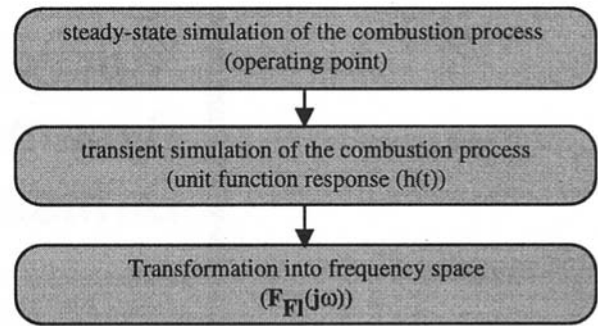 steady-state simulation of the combustion process
(operating point)
transient simulation of the combustion process
(unit function response (h(t))
Transformation into frequency space
(F_Fl(jω))